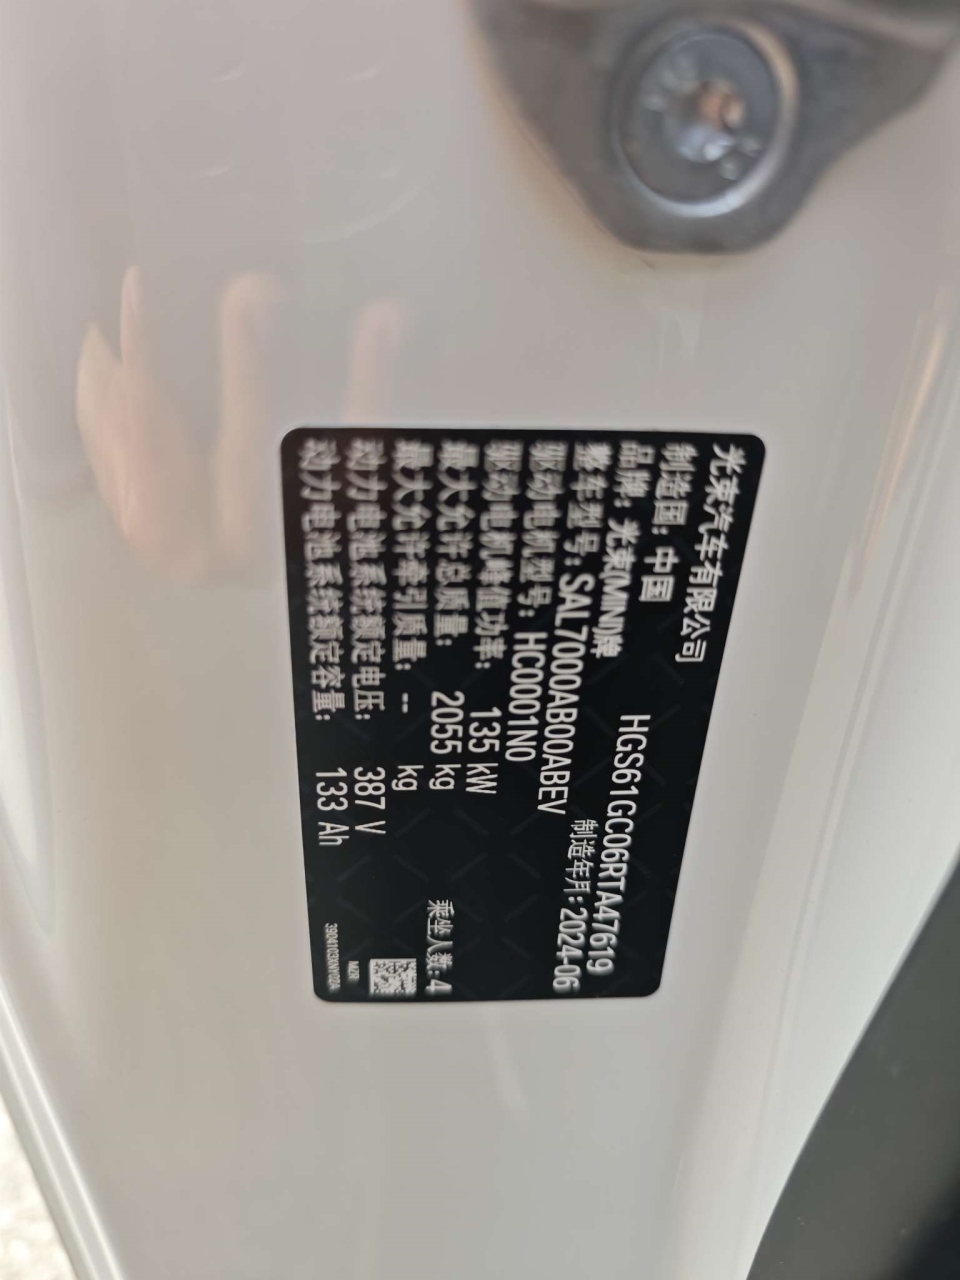 光束汽车有限公司
制造国：中国 HGS61GC06RTA47619
品牌：光束(MINI)牌 制造年月：2024-06
整车型号：SAL7000AB00ABEV
驱动电机型号：HC0001N0
驱动电机峰值功率：135 kW
最大允许总质量：2055 kg 乘坐人数：4
最大允许牵引质量：-- kg
动力电池系统额定电压：387 V
动力电池系统额定容量：133 Ah
MZR